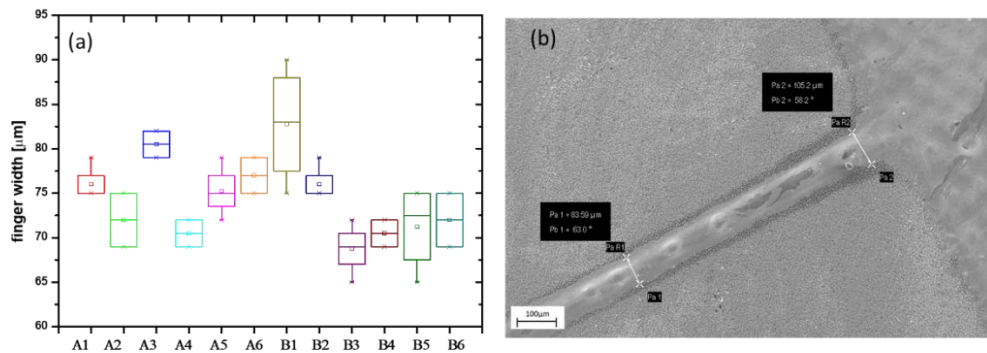 (a)
finger width [µm]
95
90
85
80
75
70
65
60
A1 A2 A3 A4 A5 A6 B1 B2 B3 B4 B5 B6
(b)
Pa 2 = 105.2 µm
Pb 2 = 58.2 °
Pa R2
Pa 2
Pa 1 = 83.59 µm
Pb 1 = 63.0 °
Pa R1
Pa 1
100µm